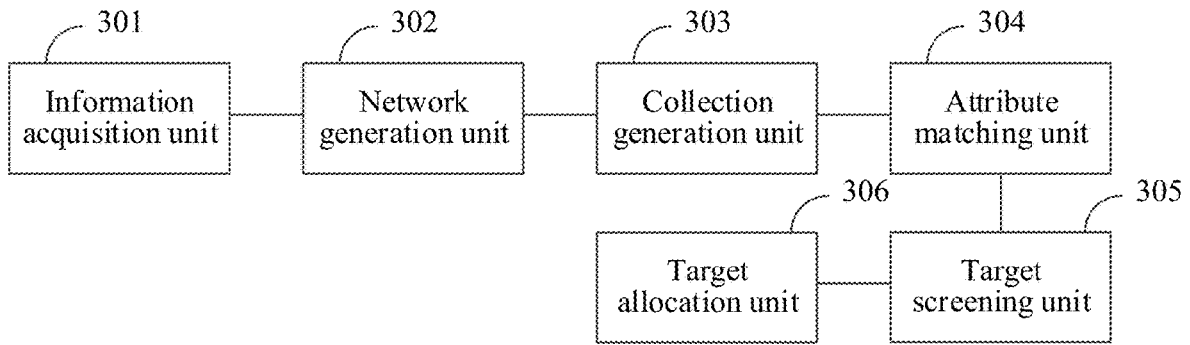 301
302
303
304
Information
acquisition unit
Network
generation unit
Collection
generation unit
Attribute
matching unit
306
305
Target
allocation unit
Target
screening unit